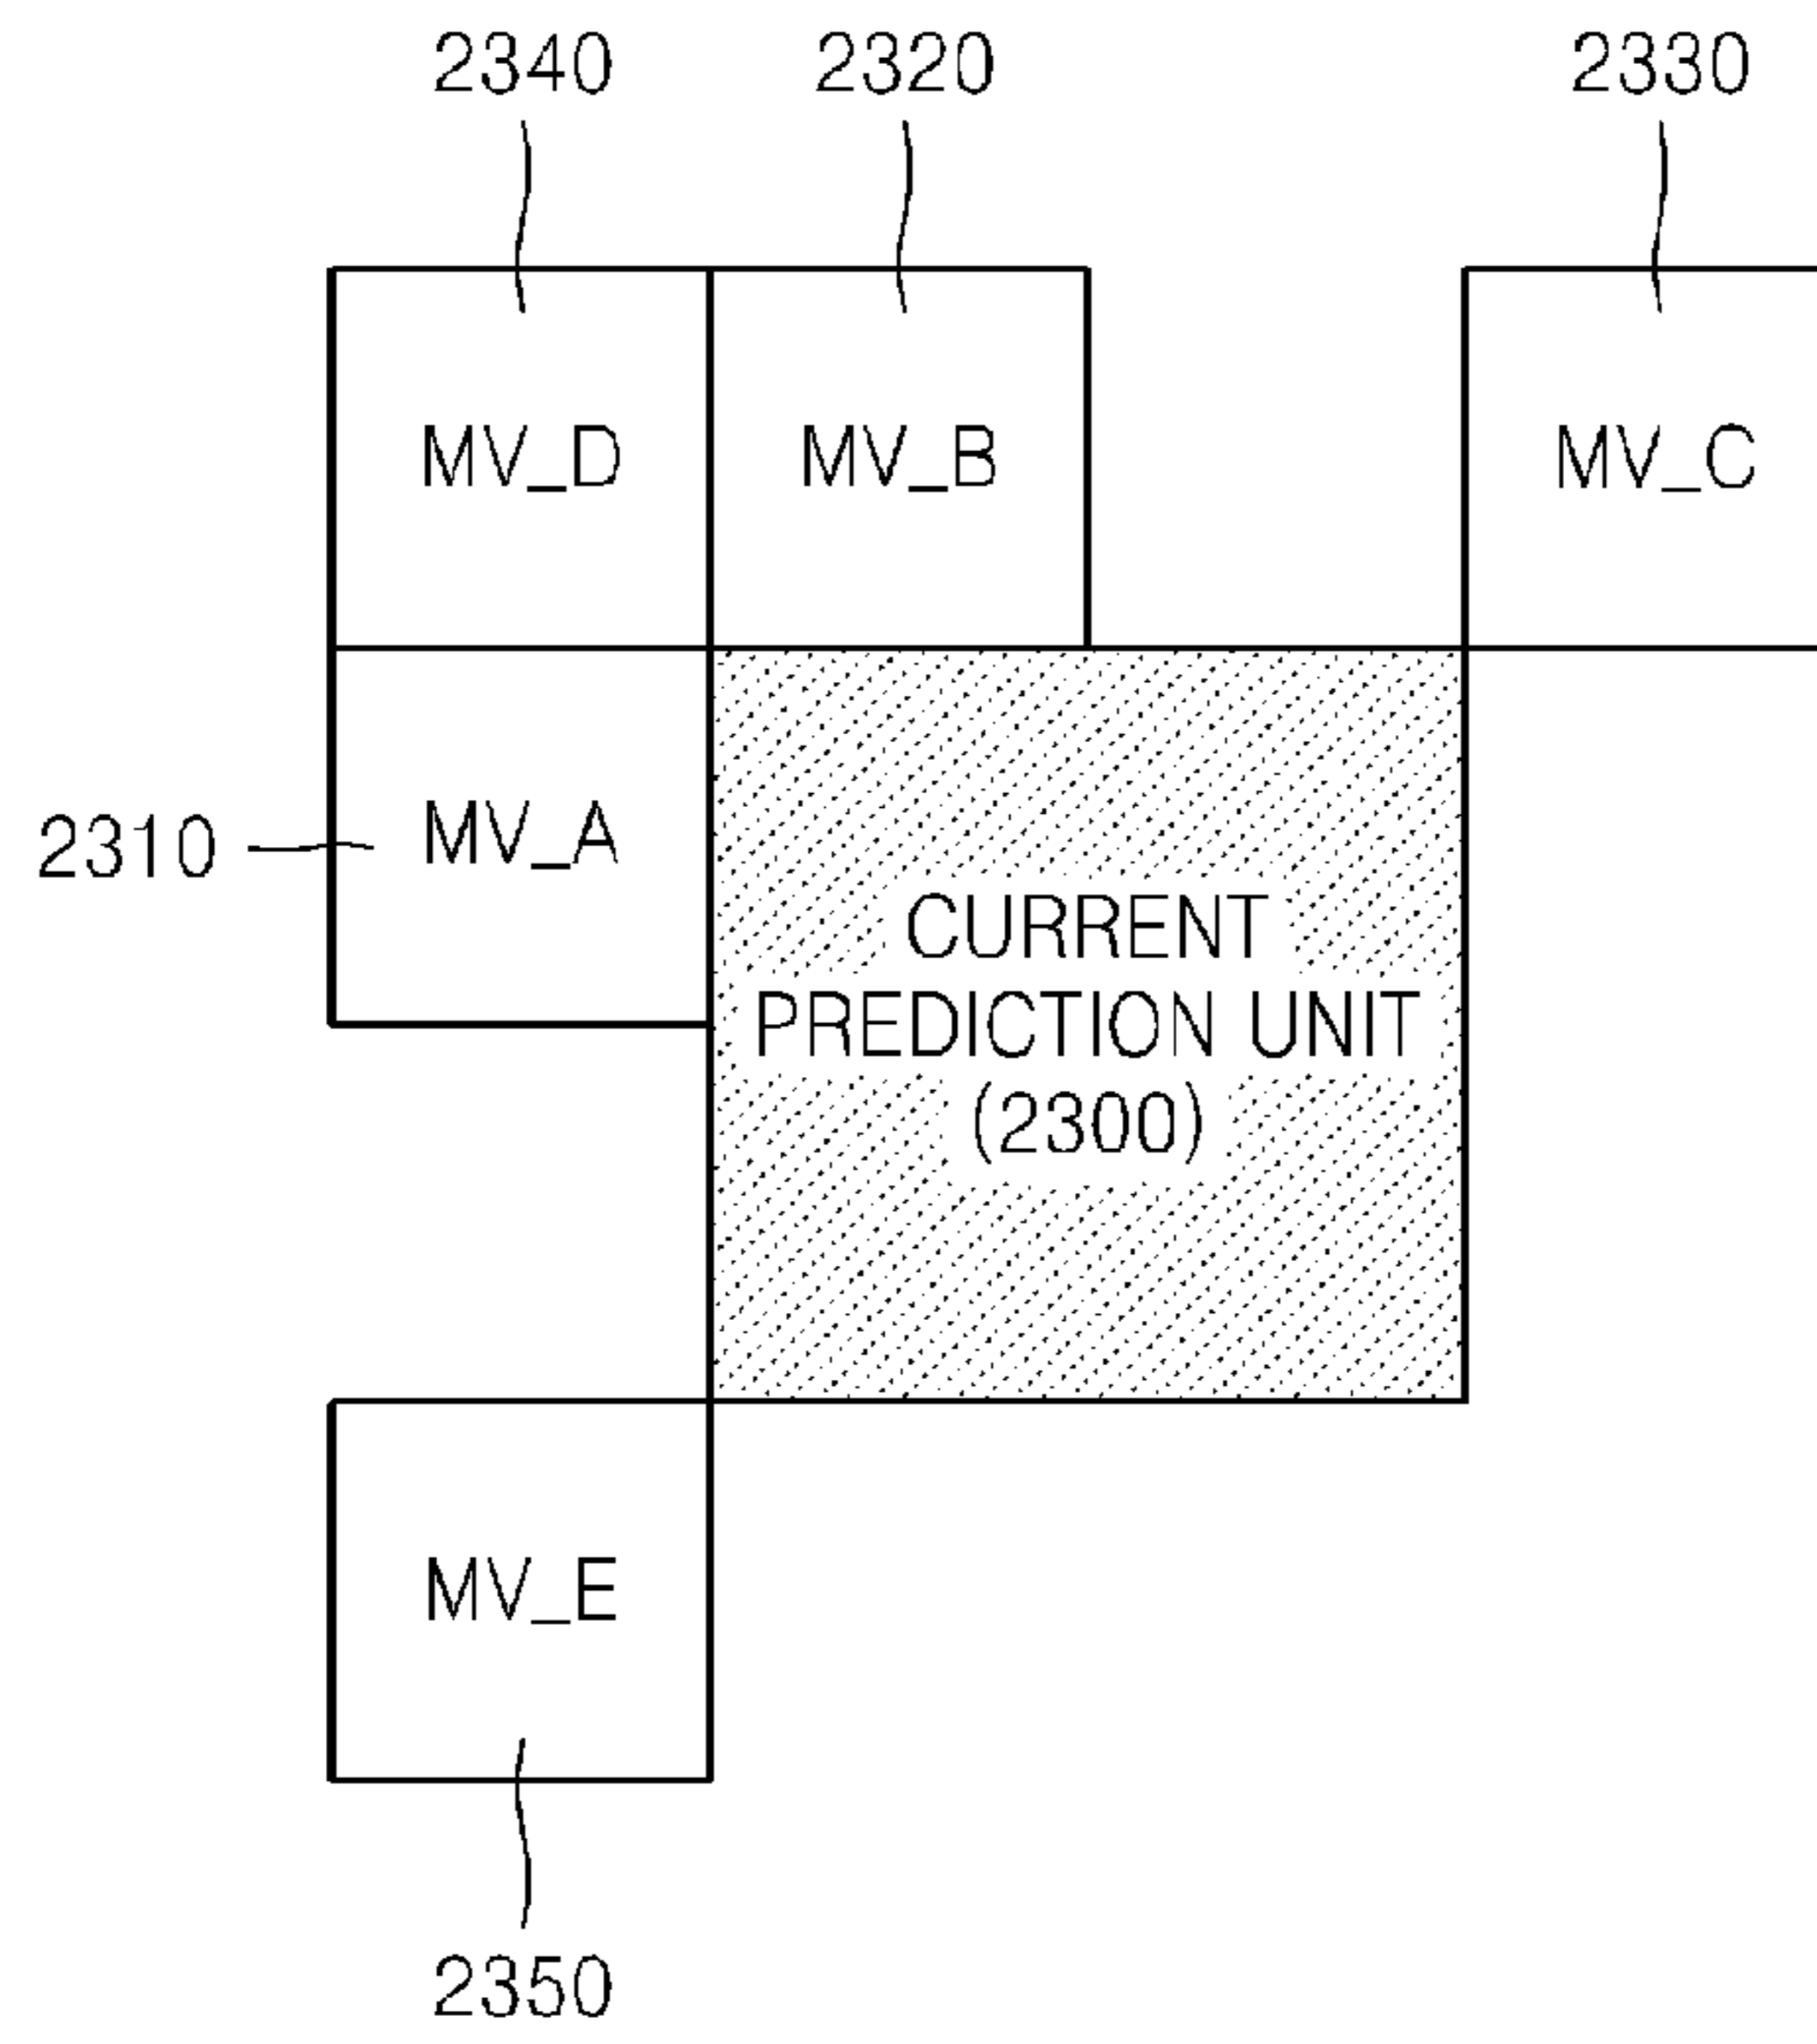 2340
2320
2330
MV_D
MV_B
MV_C
2310
MV_A
CURRENT
PREDICTION UNIT
(2300)
MV_E
2350